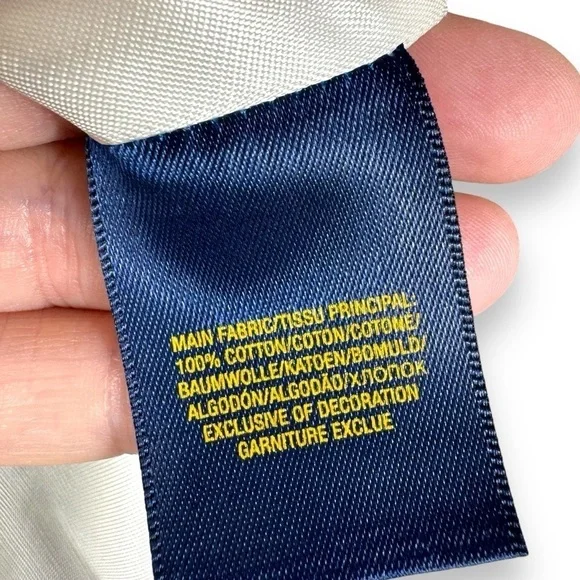 MAIN FABRIC/TISSU PRINCIPAL:
100% COTTON/COTON/COTONE/
BAUMWOLLE/KATOEN/BOMULD/
ALGODÓN/ALGODÃO/ХЛОПОК
EXCLUSIVE OF DECORATION
GARNITURE EXCLUE